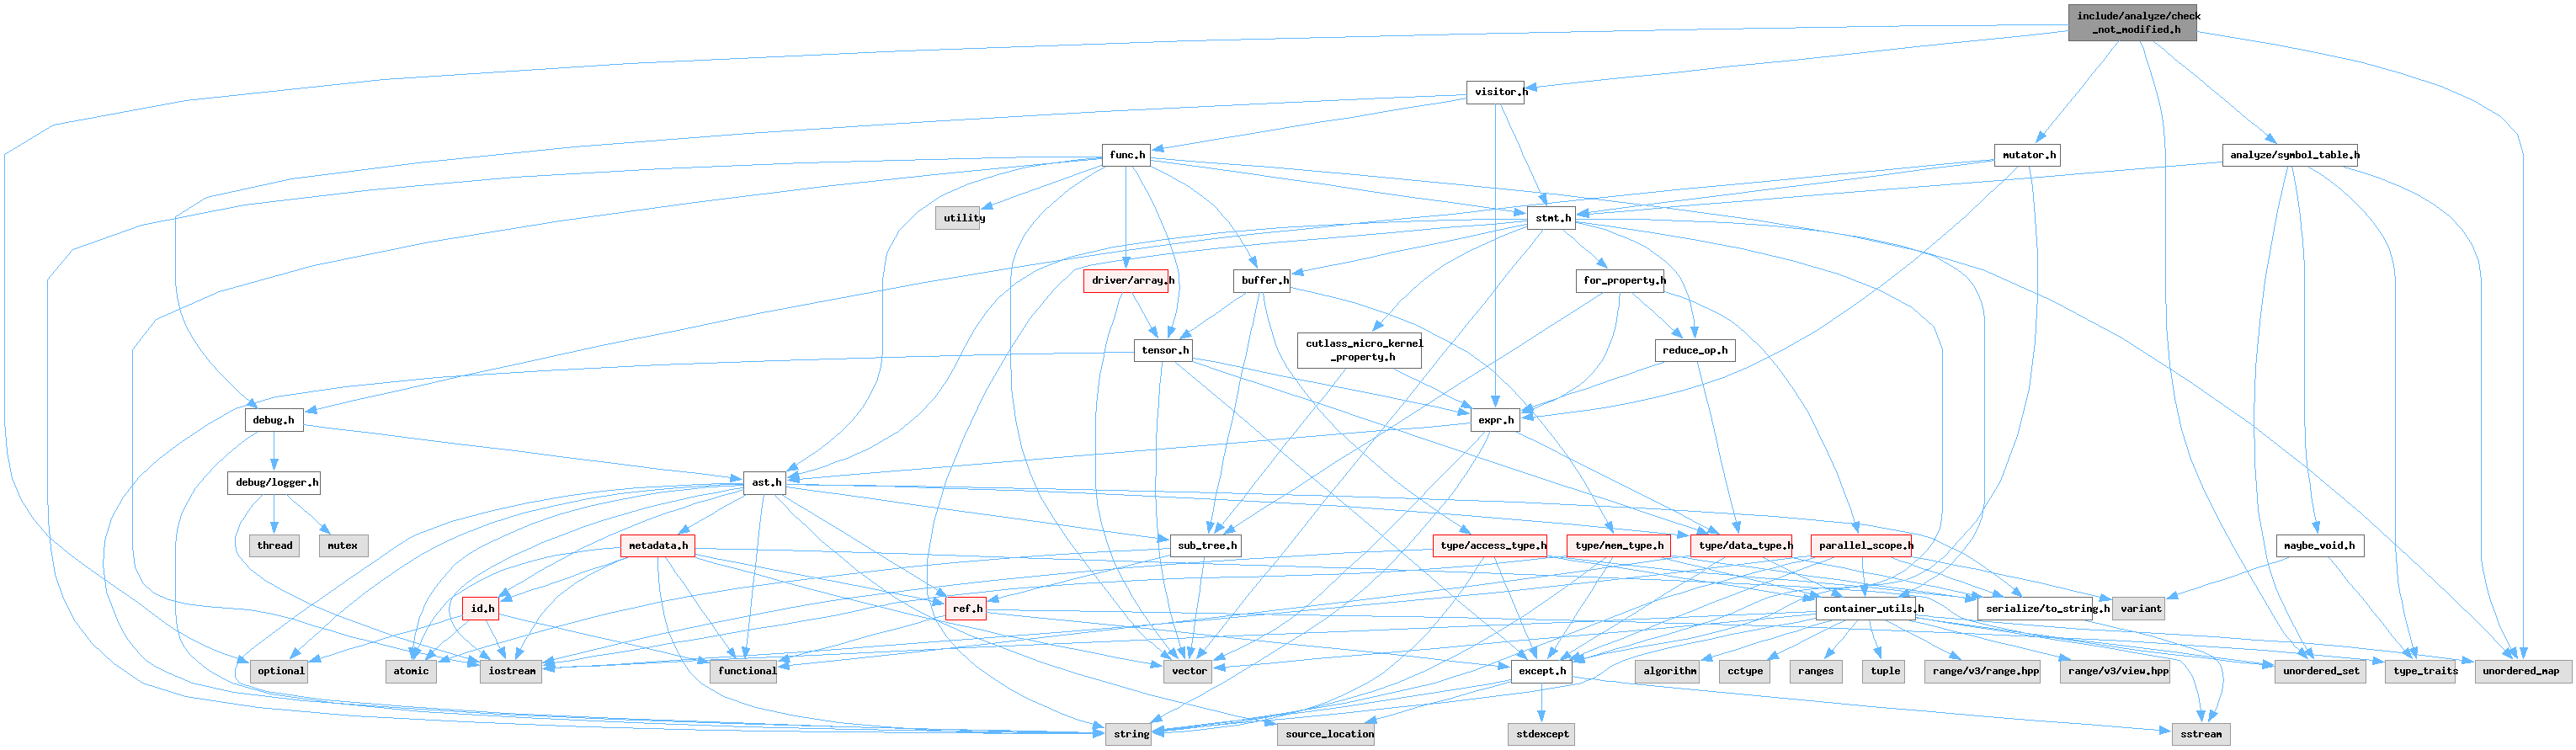 include/analyze/check
_not_modified.h
visitor.h
func.h
mutator.h
analyze/symbol_table.h
utility
stmt.h
driver/array.h
buffer.h
for_property.h
cutlass_micro_kernel
_property.h
tensor.h
reduce_op.h
debug.h
expr.h
debug/logger.h
ast.h
thread
mutex
metadata.h
sub_tree.h
type/access_type.h
type/mem_type.h
type/data_type.h
parallel_scope.h
maybe_void.h
id.h
ref.h
container_utils.h
serialize/to_string.h
variant
optional
atomic
iostream
functional
vector
except.h
algorithm
cctype
ranges
tuple
range/v3/range.hpp
range/v3/view.hpp
unordered_set
type_traits
unordered_map
string
source_location
stdexcept
sstream